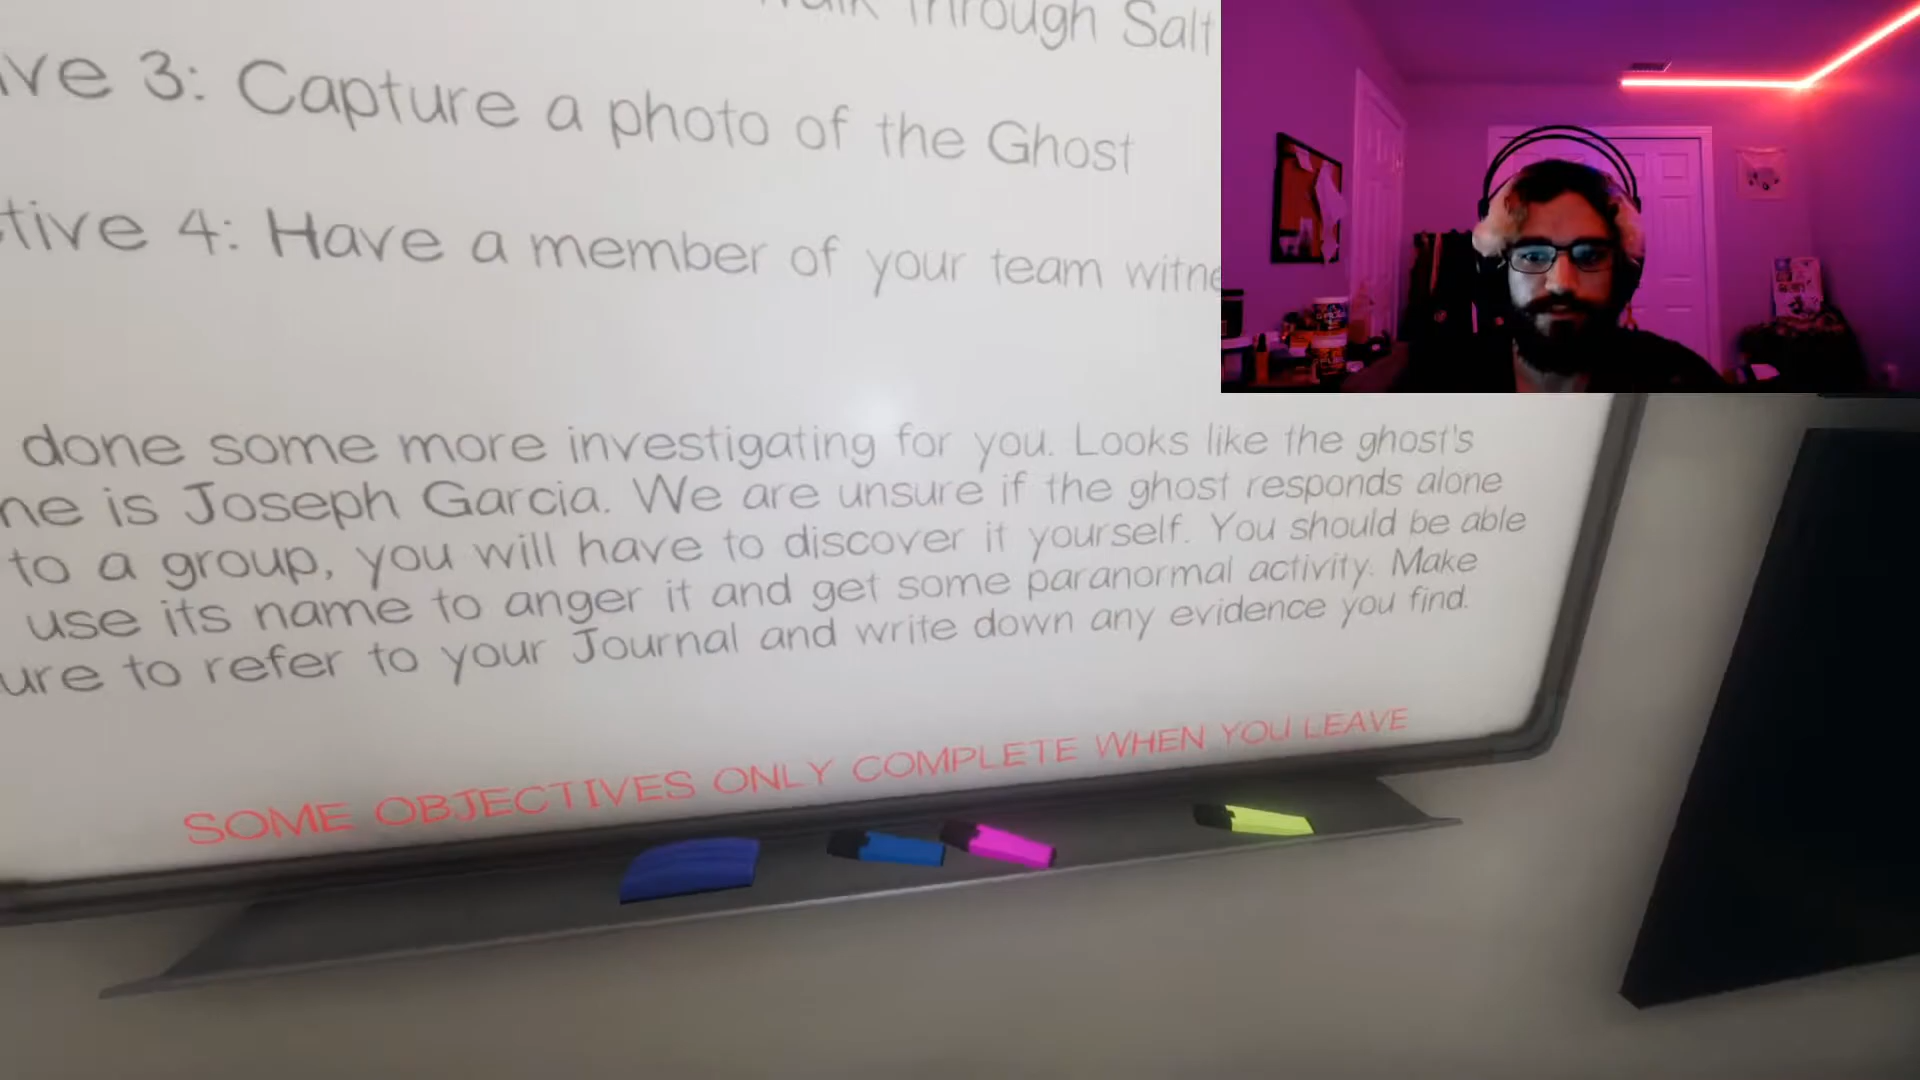 Walk Through Salt
ive 3: Capture a photo of the Ghost
tive 4: Have a member of your team witne
done some more investigating for you. Looks like the ghost's
ne is Joseph Garcia. We are unsure if the ghost responds alone
to a group, you will have to discover it yourself. You should be able
use its name to anger it and get some paranormal activity. Make
ure to refer to your Journal and write down any evidence you find.
SOME OBJECTIVES ONLY COMPLETE WHEN YOU LEAVE